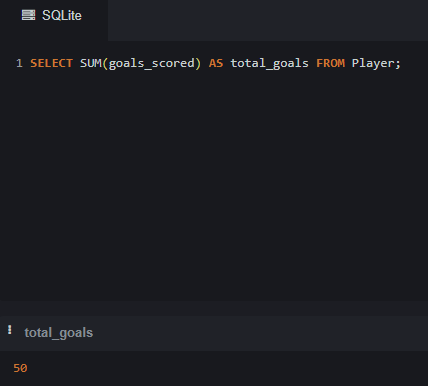 SQLite
1 SELECT SUM(goals_scored) AS total_goals FROM Player;
total_goals
50